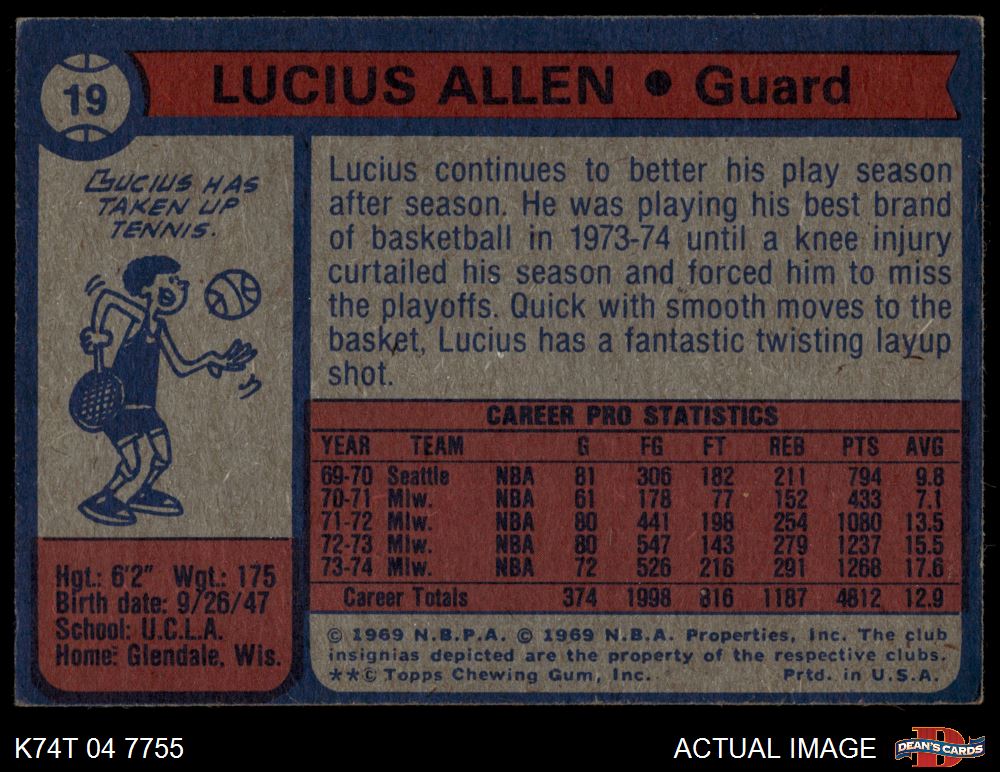 19
LUCIUS ALLEN ● Guard
LUCIUS HAS
TAKEN UP
TENNIS.
Lucius continues to better his play season
after season. He was playing his best brand
of basketball in 1973-74 until a knee injury
curtailed his season and forced him to miss
the playoffs. Quick with smooth moves to the
basket, Lucius has a fantastic twisting layup
shot.
CAREER PRO STATISTICS
YEAR TEAM G FG FT REB PTS AVG
69-70 Seattle NBA 81 306 182 211 794 9.8
70-71 Mlw. NBA 61 178 77 152 433 7.1
71-72 Mlw. NBA 80 441 198 254 1080 13.5
72-73 Mlw. NBA 80 547 143 279 1237 15.5
73-74 Mlw. NBA 72 526 216 291 1268 17.6
Career Totals 374 1998 816 1187 4812 12.9
Hgt.: 6'2" Wgt.: 175
Birth date: 9/26/47
School: U.C.L.A.
Home: Glendale, Wis.
© 1969 N.B.P.A. © 1969 N.B.A. Properties, Inc. The club
insignias depicted are the property of the respective clubs.
**© Topps Chewing Gum, Inc. Prtd. in U.S.A.
K74T 04 7755
ACTUAL IMAGE
D
DEAN'S CARDS